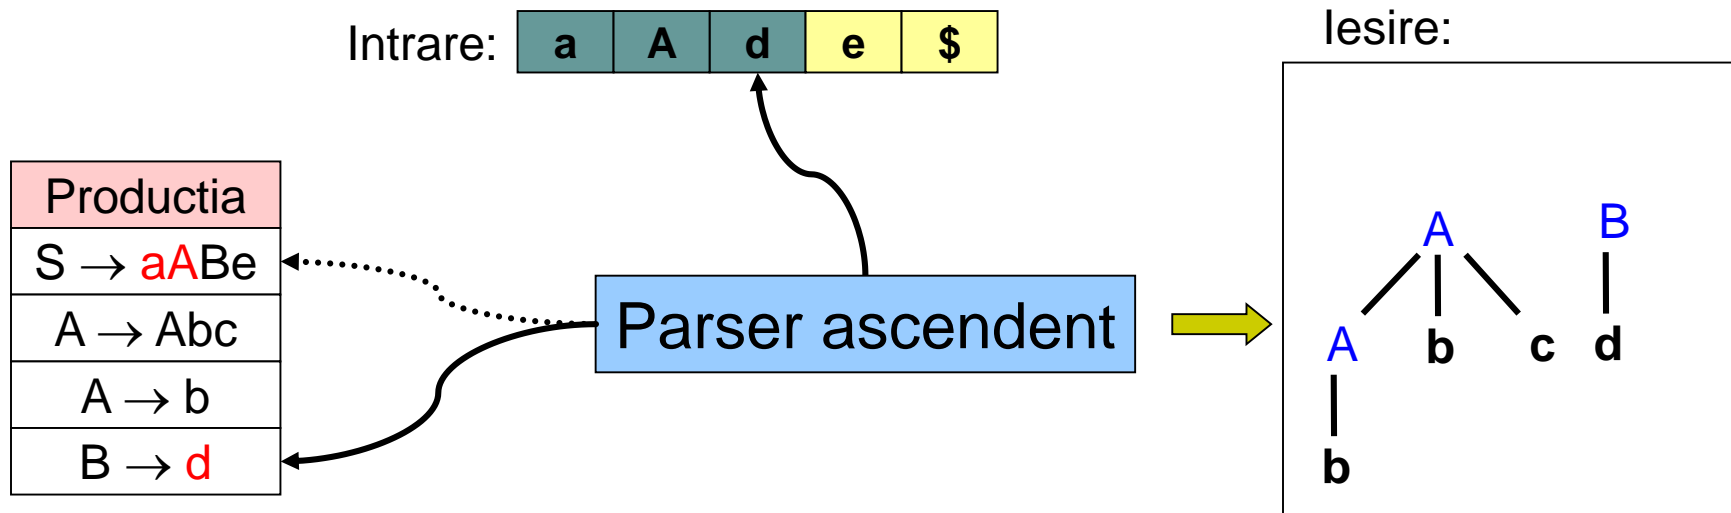 Intrare: a A d e $
Iesire:
Productia
S → aABe
A → Abc
A → b
B → d
Parser ascendent
A B
A b c d
b